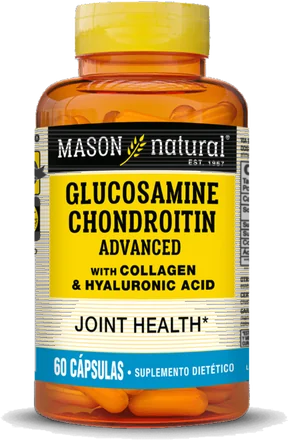 MASON natural®
EST. 1967
GLUCOSAMINE
CHONDROITIN
ADVANCED
WITH COLLAGEN
& HYALURONIC ACID
JOINT HEALTH*
60 CÁPSULAS • SUPLEMENTO DIETÉTICO